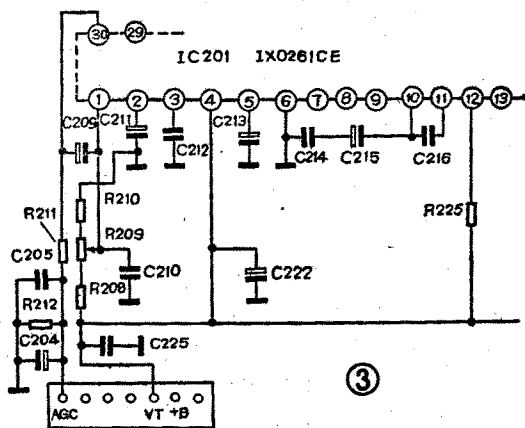 30 29
IC201 IX0261CE
1 2 3 4 5 6 7 8 9 10 11 12 13
C209 C211 C213
C212 C214 C215 C216
R210
R211 R209 R225
C205 C210 C222
R212 R208
C204 C225
3
AGC VT +B